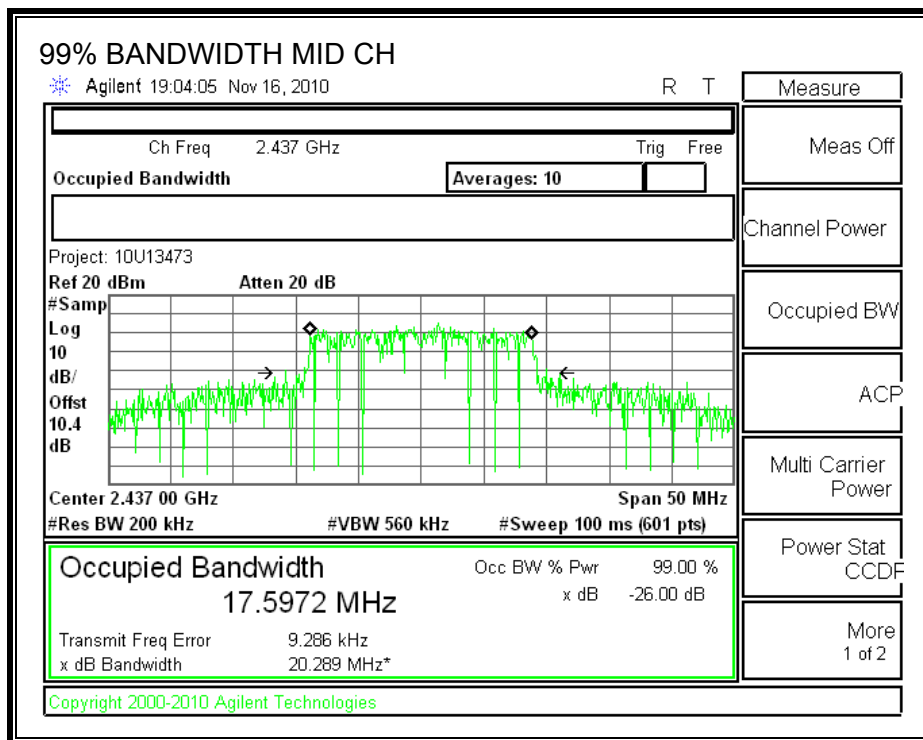 99% BANDWIDTH MID CH
Agilent 19:04:05 Nov 16, 2010 R T
Measure
Ch Freq 2.437 GHz Trig Free
Meas Off
Occupied Bandwidth Averages: 10
Channel Power
Project: 10U13473
Ref 20 dBm Atten 20 dB
#Samp
Log
10
dB/
Offst
10.4
dB
Occupied BW
ACP
Multi Carrier
Power
Center 2.437 00 GHz Span 50 MHz
#Res BW 200 kHz #VBW 560 kHz #Sweep 100 ms (601 pts)
Power Stat
CCDF
Occupied Bandwidth Occ BW % Pwr 99.00 %
17.5972 MHz x dB -26.00 dB
Transmit Freq Error 9.286 kHz
x dB Bandwidth 20.289 MHz*
More
1 of 2
Copyright 2000-2010 Agilent Technologies